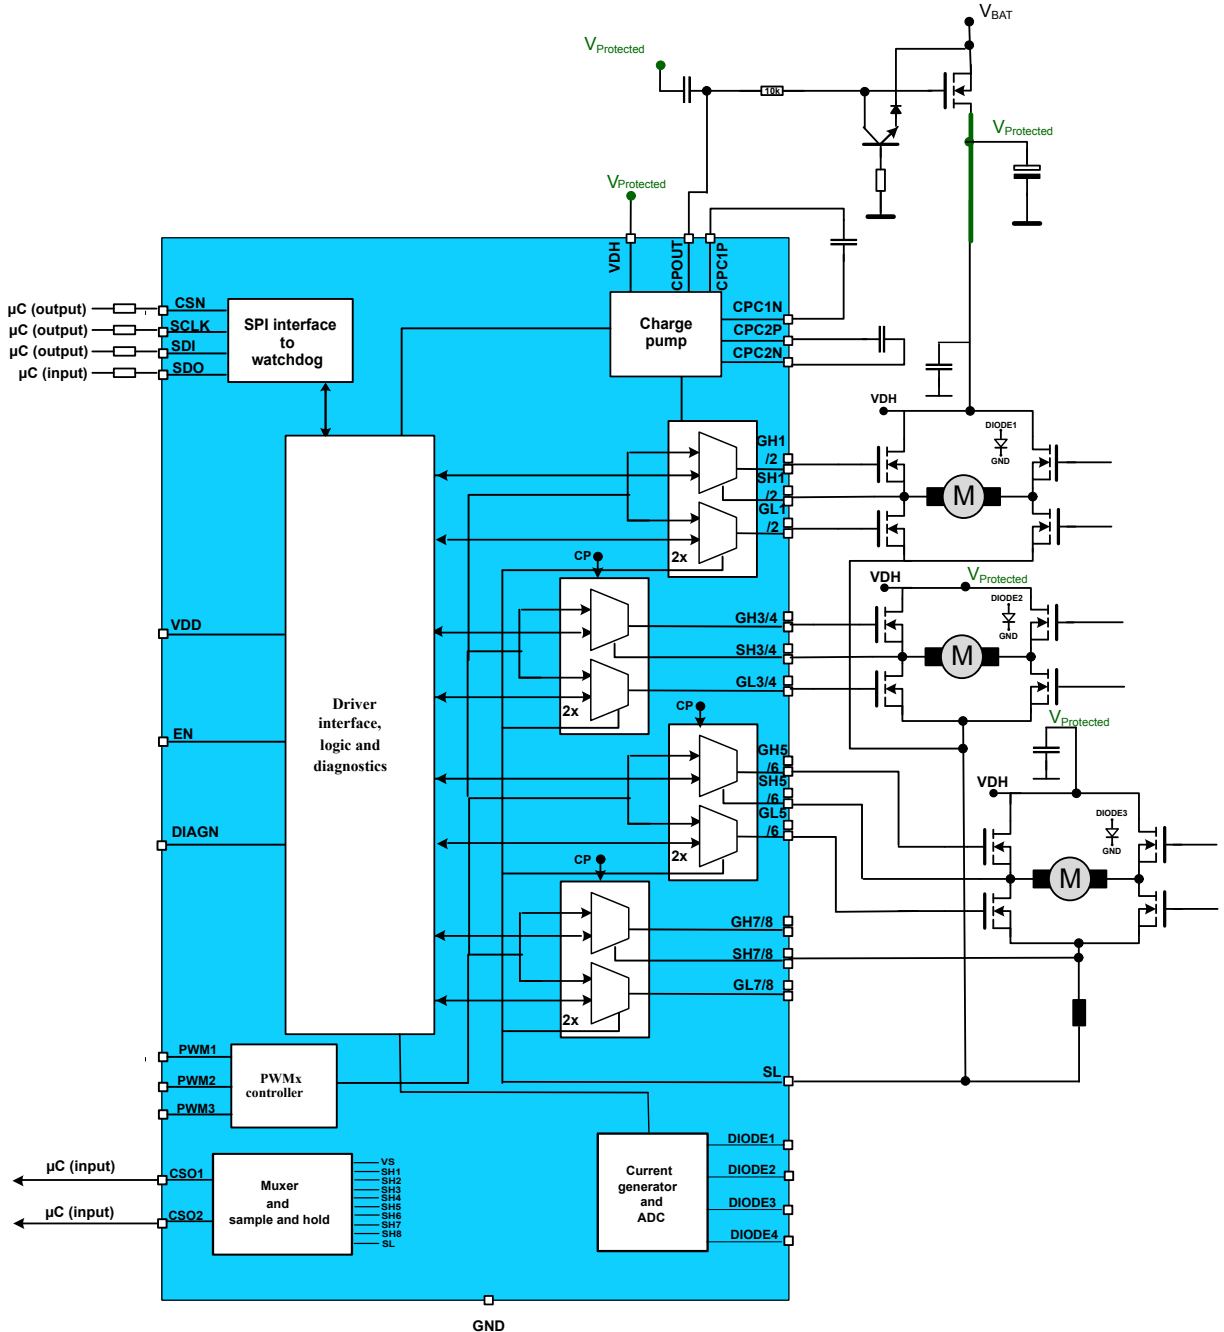 VBAT
VProtected
10k
VProtected
VProtected
VDH
CPOUT
CPC1P
µC (output)
CSN
µC (output)
SCLK
µC (output)
SDI
µC (input)
SDO
SPI interface
to
watchdog
Charge
pump
CPC1N
CPC2P
CPC2N
VDH
DIODE1
GND
M
GH1
/2
SH1
/2
GL1
/2
2x
CP
VDH
VProtected
DIODE2
GND
M
VDD
GH3/4
SH3/4
GL3/4
2x
CP
Driver
interface,
logic and
diagnostics
EN
VProtected
GH5
/6
SH5
/6
GL5
/6
VDH
DIODE3
GND
M
DIAGN
2x
CP
GH7/8
SH7/8
GL7/8
2x
PWM1
PWM2
PWM3
PWMx
controller
SL
µC (input)
CSO1
µC (input)
CSO2
Muxer
and
sample and hold
VS
SH1
SH2
SH3
SH4
SH5
SH6
SH7
SH8
SL
Current
generator
and
ADC
DIODE1
DIODE2
DIODE3
DIODE4
GND